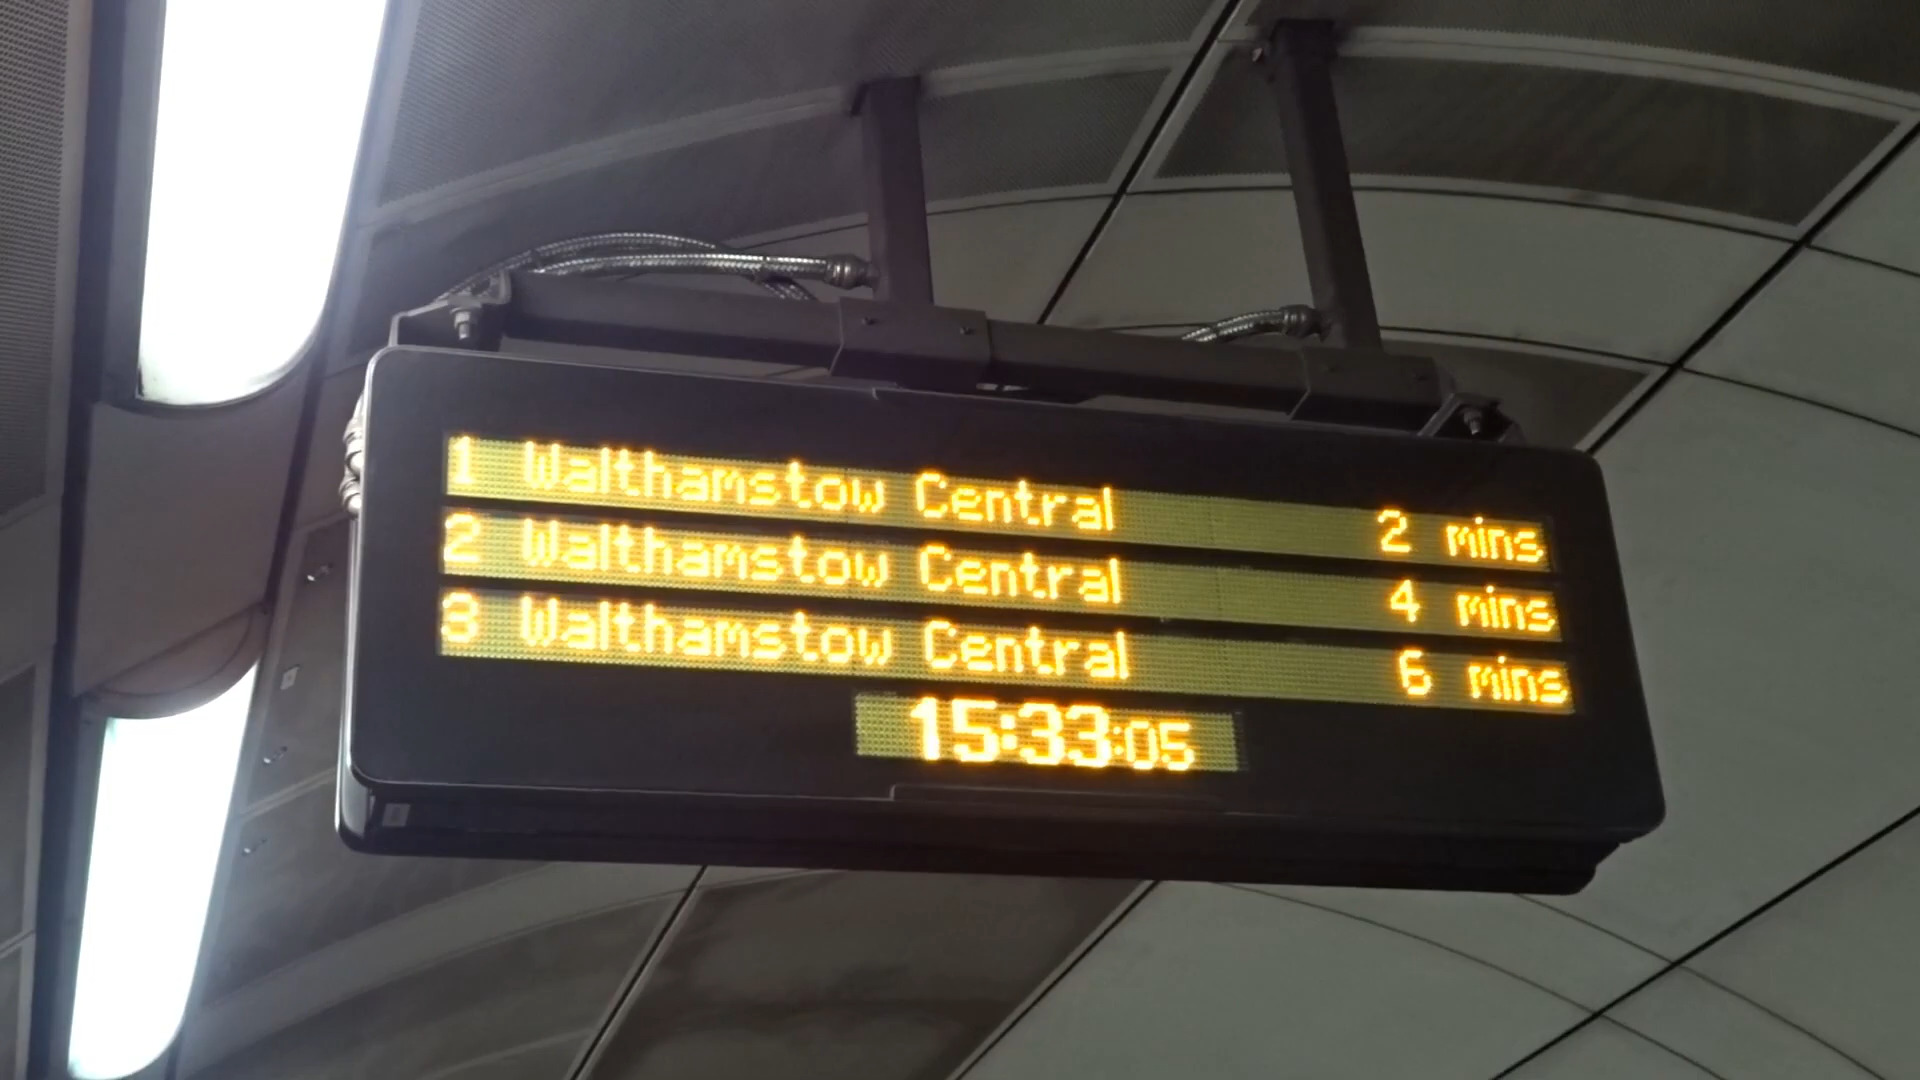 1 Walthamstow Central 2 mins
2 Walthamstow Central 4 mins
3 Walthamstow Central 6 mins
15:33:05